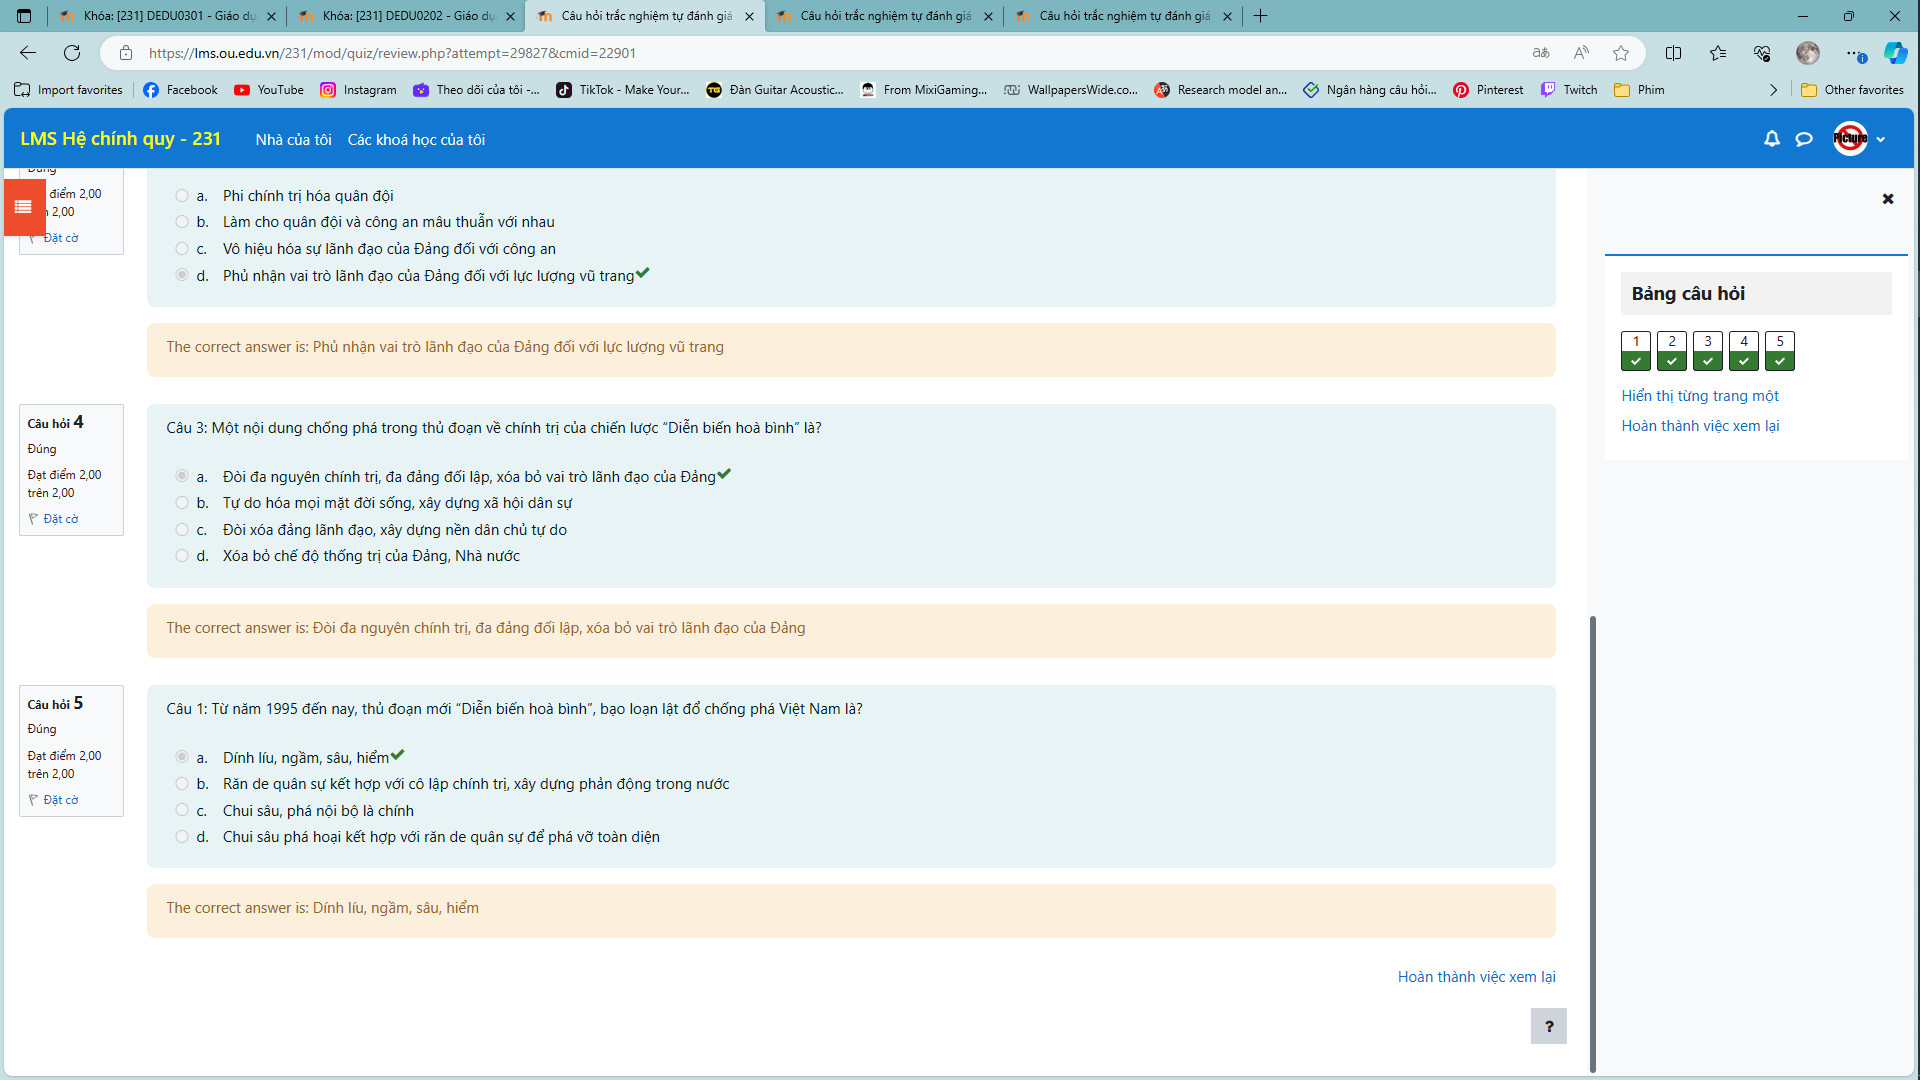 Khóa: [231] DEDU0301 - Giáo dụ
Khóa: [231] DEDU0202 - Giáo dụ
Câu hỏi trắc nghiệm tự đánh giá
Câu hỏi trắc nghiệm tự đánh giá
Câu hỏi trắc nghiệm tự đánh giá
https://lms.ou.edu.vn/231/mod/quiz/review.php?attempt=29827&cmid=22901
Import favorites
Facebook
YouTube
Instagram
Theo dõi của tôi -...
TikTok - Make Your...
Đàn Guitar Acoustic...
From MixiGaming...
WallpapersWide.co...
Research model an...
Ngân hàng câu hỏi...
Pinterest
Twitch
Phim
Other favorites
LMS Hệ chính quy - 231
Nhà của tôi
Các khoá học của tôi
Picture
Đúng
điểm 2,00
2,00
Đặt cờ
a. Phi chính trị hóa quân đội
b. Làm cho quân đội và công an mâu thuẫn với nhau
c. Vô hiệu hóa sự lãnh đạo của Đảng đối với công an
d. Phủ nhận vai trò lãnh đạo của Đảng đối với lực lượng vũ trang
The correct answer is: Phủ nhận vai trò lãnh đạo của Đảng đối với lực lượng vũ trang
Câu hỏi 4
Đúng
Đạt điểm 2,00
trên 2,00
Đặt cờ
Câu 3: Một nội dung chống phá trong thủ đoạn về chính trị của chiến lược “Diễn biến hoà bình” là?
a. Đòi đa nguyên chính trị, đa đảng đối lập, xóa bỏ vai trò lãnh đạo của Đảng
b. Tự do hóa mọi mặt đời sống, xây dựng xã hội dân sự
c. Đòi xóa đảng lãnh đạo, xây dựng nền dân chủ tự do
d. Xóa bỏ chế độ thống trị của Đảng, Nhà nước
The correct answer is: Đòi đa nguyên chính trị, đa đảng đối lập, xóa bỏ vai trò lãnh đạo của Đảng
Câu hỏi 5
Đúng
Đạt điểm 2,00
trên 2,00
Đặt cờ
Câu 1: Từ năm 1995 đến nay, thủ đoạn mới “Diễn biến hoà bình”, bạo loạn lật đổ chống phá Việt Nam là?
a. Dính líu, ngầm, sâu, hiểm
b. Răn de quân sự kết hợp với cô lập chính trị, xây dựng phản động trong nước
c. Chui sâu, phá nội bộ là chính
d. Chui sâu phá hoại kết hợp với răn de quân sự để phá vỡ toàn diện
The correct answer is: Dính líu, ngầm, sâu, hiểm
Hoàn thành việc xem lại
?
Bảng câu hỏi
1 2 3 4 5
Hiển thị từng trang một
Hoàn thành việc xem lại